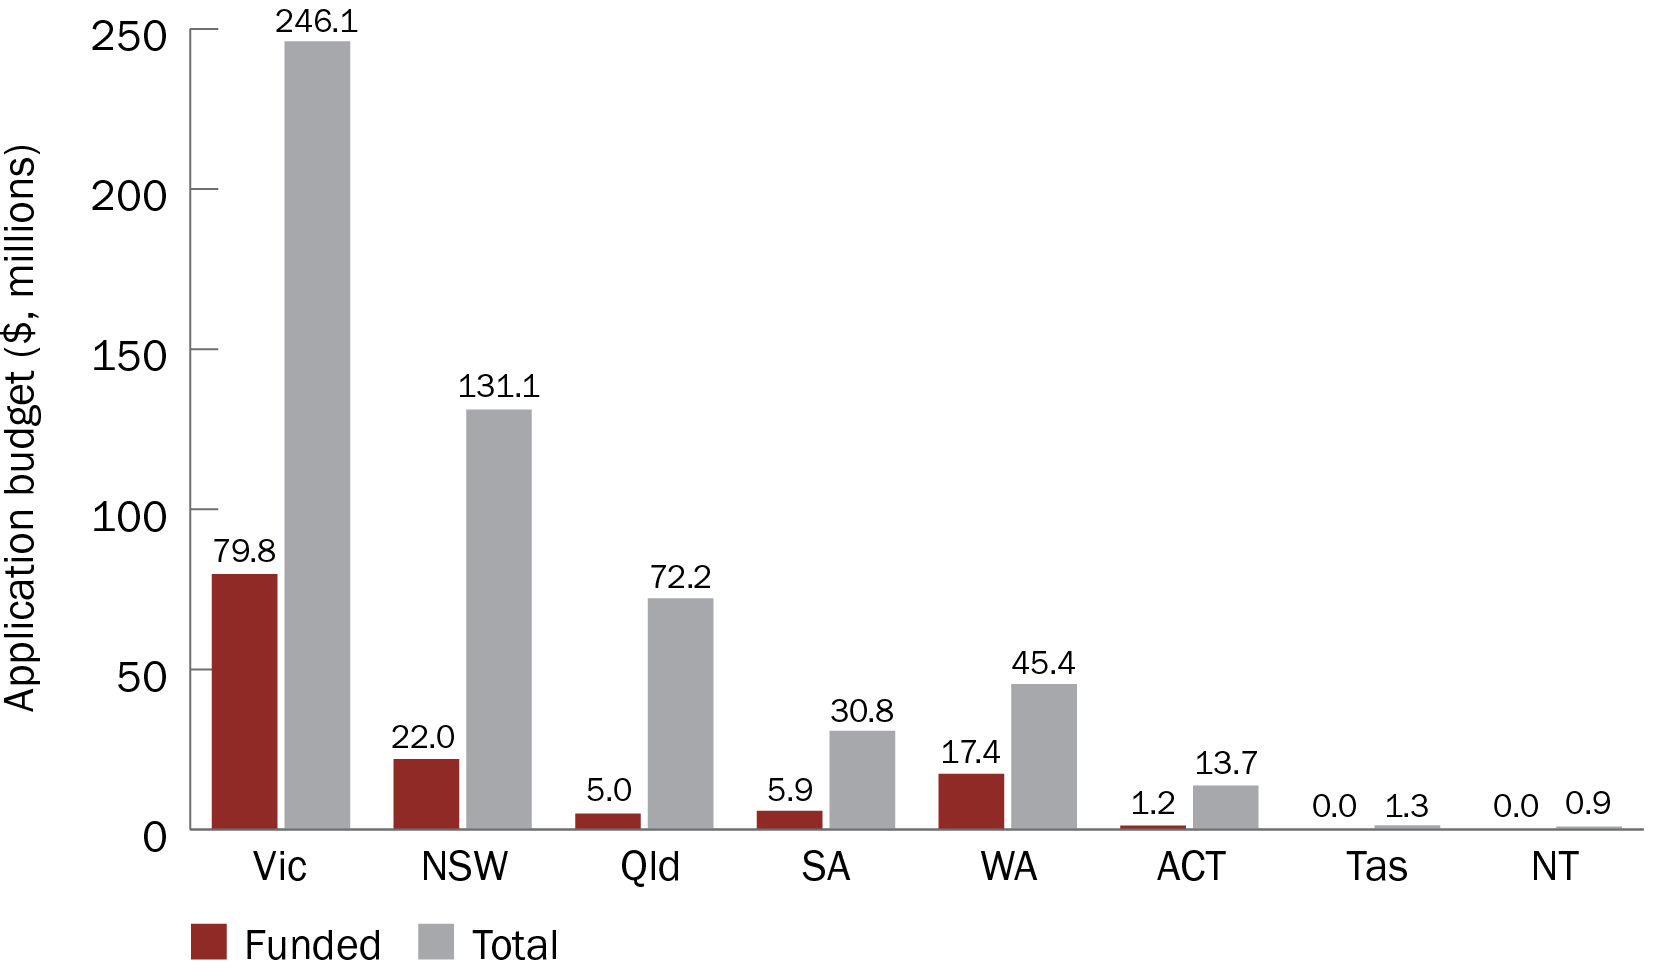 Application budget ($, millions)
250
200
150
100
50
0
79.8
246.1
22.0
131.1
5.0
72.2
5.9
30.8
17.4
45.4
1.2
13.7
0.0
1.3
0.0
0.9
Vic
NSW
Qld
SA
WA
ACT
Tas
NT
Funded
Total